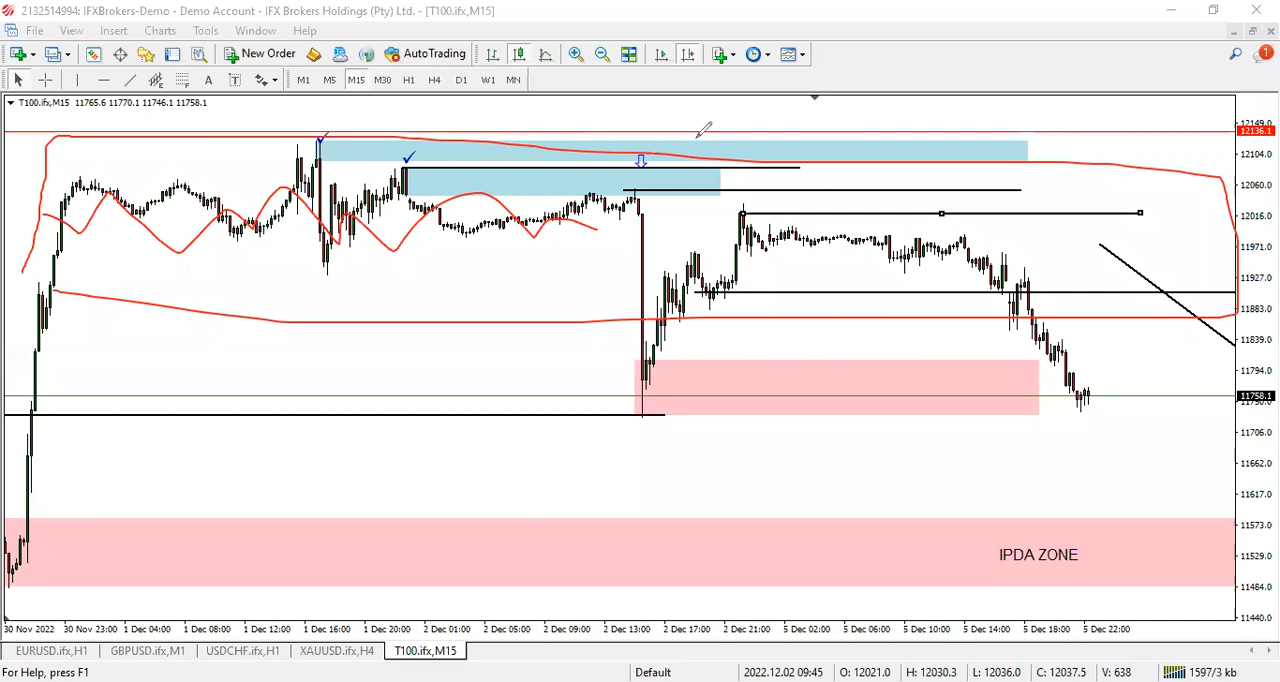 2132514994: IFXBrokers-Demo - Demo Account - IFX Brokers Holdings (Pty) Ltd. - [T100.ifx,M15]
File View Insert Charts Tools Window Help
New Order AutoTrading
1
A T M1 M5 M15 M30 H1 H4 D1 W1 MN
T100.ifx,M15 11765.6 11770.1 11746.1 11758.1
12149.0
12136.1
12104.0
12060.0
12016.0
11971.0
11927.0
11883.0
11839.0
11794.0
11758.1
11706.0
11662.0
11617.0
11573.0
IPDA ZONE
11529.0
11484.0
11440.0
30 Nov 2022 30 Nov 23:00 1 Dec 04:00 1 Dec 08:00 1 Dec 12:00 1 Dec 16:00 1 Dec 20:00 2 Dec 01:00 2 Dec 05:00 2 Dec 09:00 2 Dec 13:00 2 Dec 17:00 2 Dec 21:00 5 Dec 02:00 5 Dec 06:00 5 Dec 10:00 5 Dec 14:00 5 Dec 18:00 5 Dec 22:00
EURUSD.ifx,H1 GBPUSD.ifx,M1 USDCHF.ifx,H1 XAUUSD.ifx,H4 T100.ifx,M15
For Help, press F1 Default 2022.12.02 09:45 O: 12021.0 H: 12030.3 L: 12036.0 C: 12037.5 V: 638 1597/3 kb